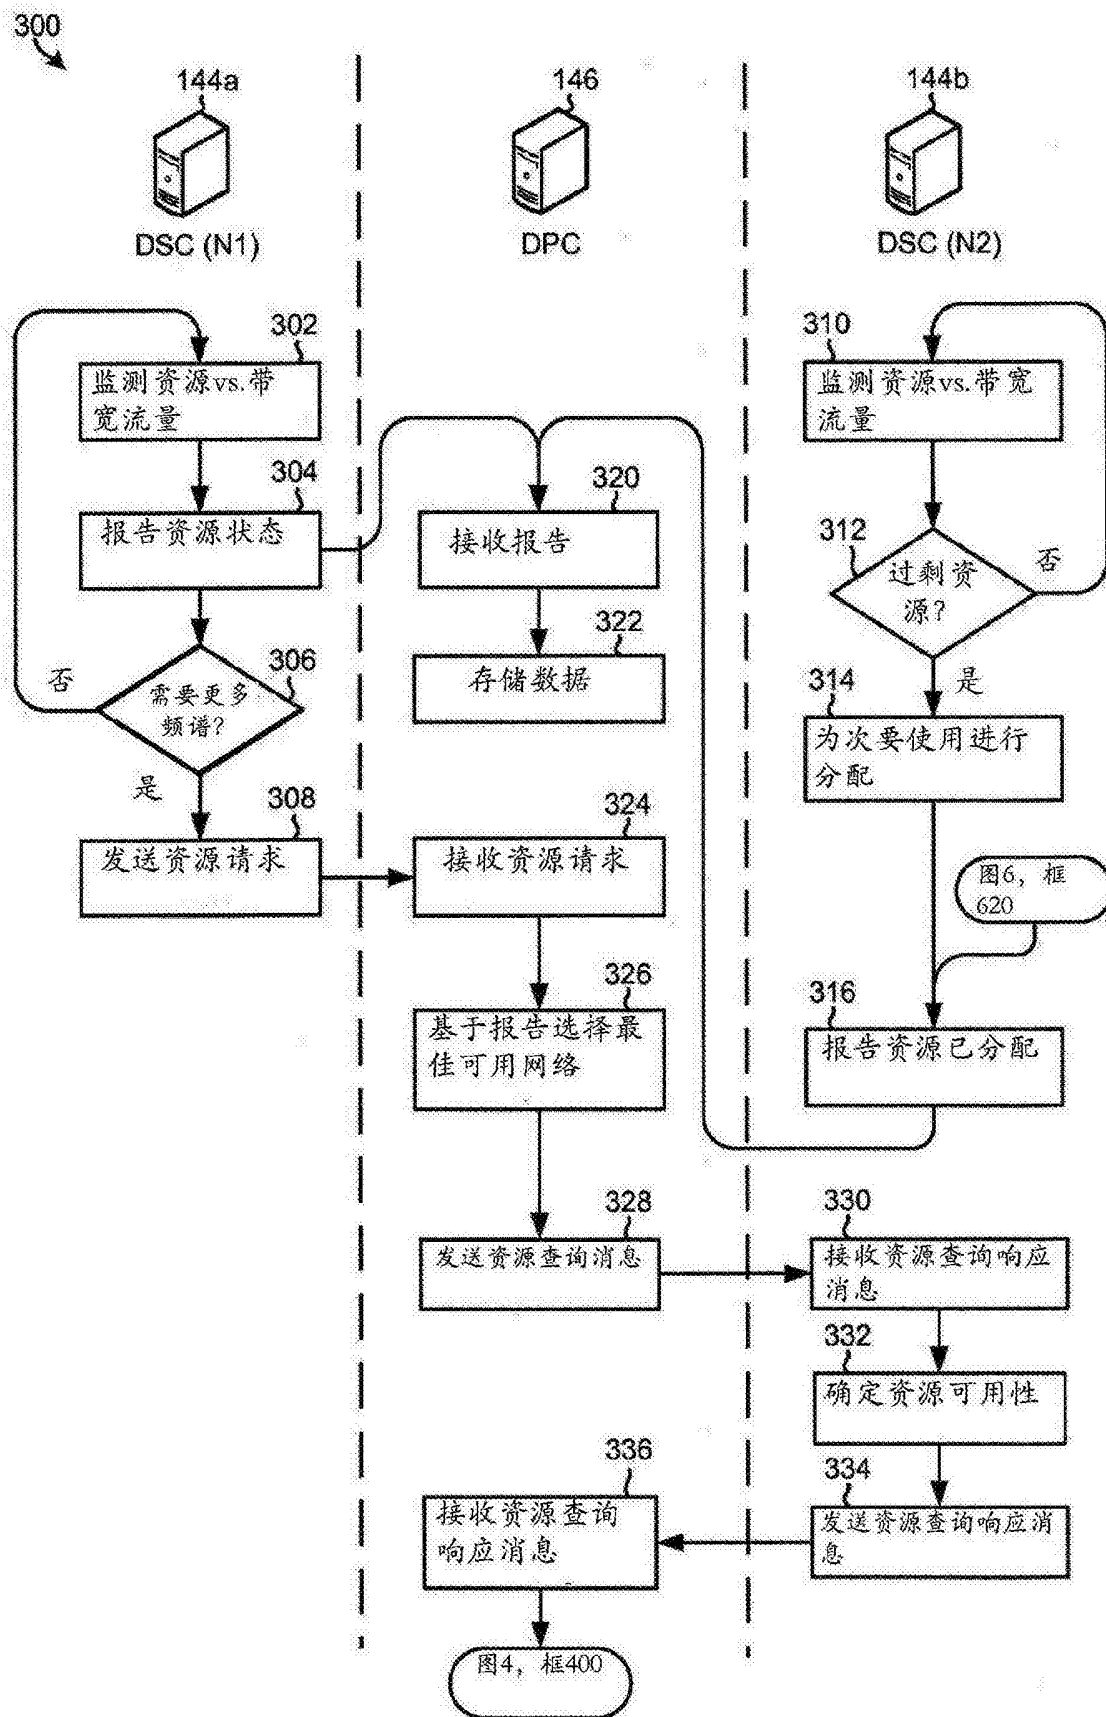 300
144a
146
144b
DSC (N1)
DPC
DSC (N2)
302
监测资源vs.带
宽流量
304
报告资源状态
306
需要更多
频谱?
否
是
308
发送资源请求
320
接收报告
322
存储数据
324
接收资源请求
326
基于报告选择最
佳可用网络
328
发送资源查询消息
310
监测资源vs.带宽
流量
312
过剩资
源?
否
是
314
为次要使用进行
分配
图6，框
620
316
报告资源已分配
330
接收资源查询响应
消息
332
确定资源可用性
334
发送资源查询响应消
息
336
接收资源查询
响应消息
图4，框400